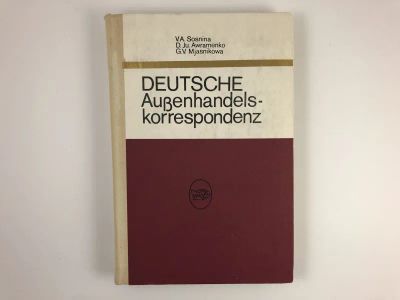 V.A. Sosnina
D. Ju. Awramenko
G.V. Mjasnikowa
DEUTSCHE
Außenhandels-
korrespondenz